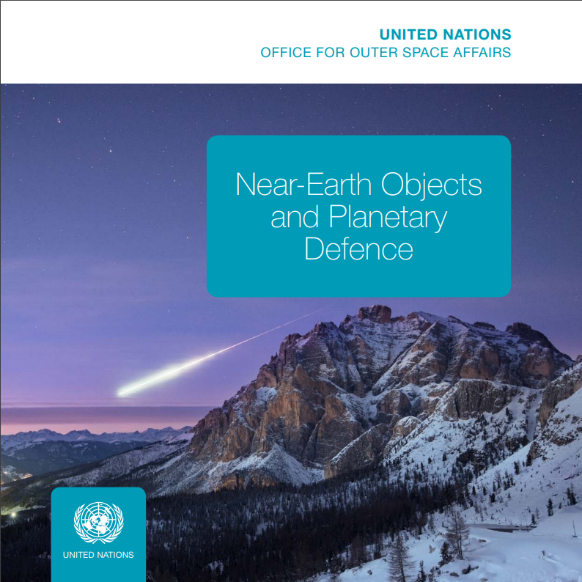 UNITED NATIONS
OFFICE FOR OUTER SPACE AFFAIRS
Near-Earth Objects
and Planetary
Defence
UNITED NATIONS